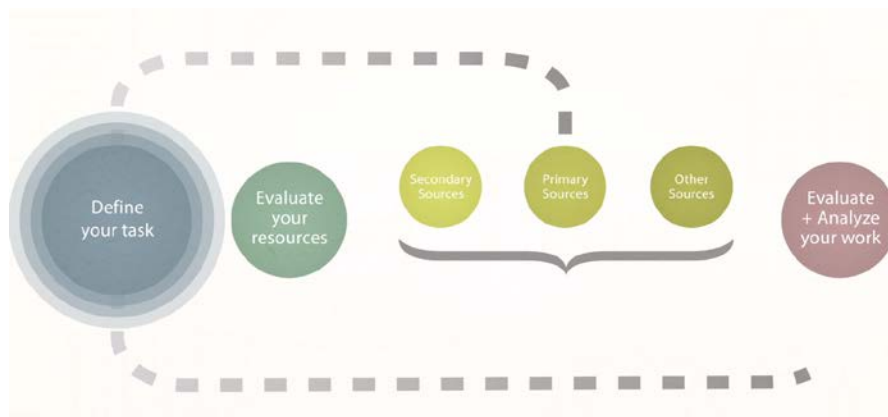 Define
your task
Evaluate
your
resources
Secondary
Sources
Primary
Sources
Other
Sources
Evaluate
+ Analyze
your work